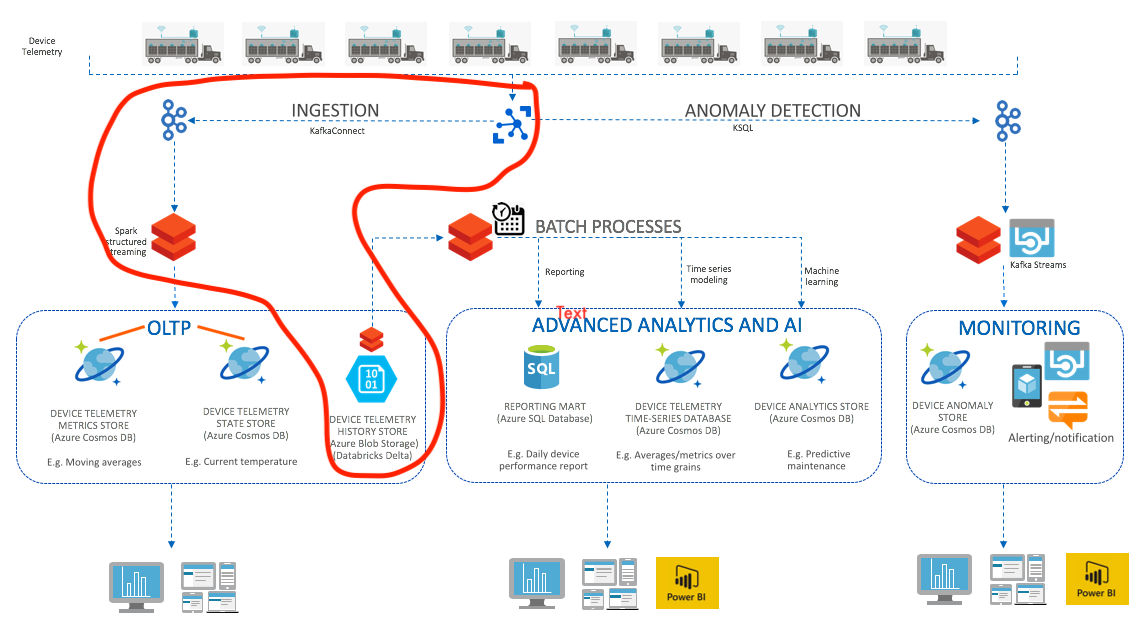 Device
Telemetry
INGESTION
KafkaConnect
ANOMALY DETECTION
KSQL
Spark
structured
streaming
BATCH PROCESSES
Reporting
Time series
modeling
Machine
learning
Kafka Streams
Text
OLTP
ADVANCED ANALYTICS AND AI
MONITORING
10
01
SQL
DEVICE TELEMETRY
METRICS STORE
(Azure Cosmos DB)
E.g. Moving averages
DEVICE TELEMETRY
STATE STORE
(Azure Cosmos DB)
E.g. Current temperature
DEVICE TELEMETRY
HISTORY STORE
(Azure Blob Storage)
(Databricks Delta)
REPORTING MART
(Azure SQL Database)
E.g. Daily device
performance report
DEVICE TELEMETRY
TIME-SERIES DATABASE
(Azure Cosmos DB)
E.g. Averages/metrics over
time grains
DEVICE ANALYTICS STORE
(Azure Cosmos DB)
E.g. Predictive
maintenance
DEVICE ANOMALY
STORE
(Azure Cosmos DB)
Alerting/notification
Power BI
Power BI